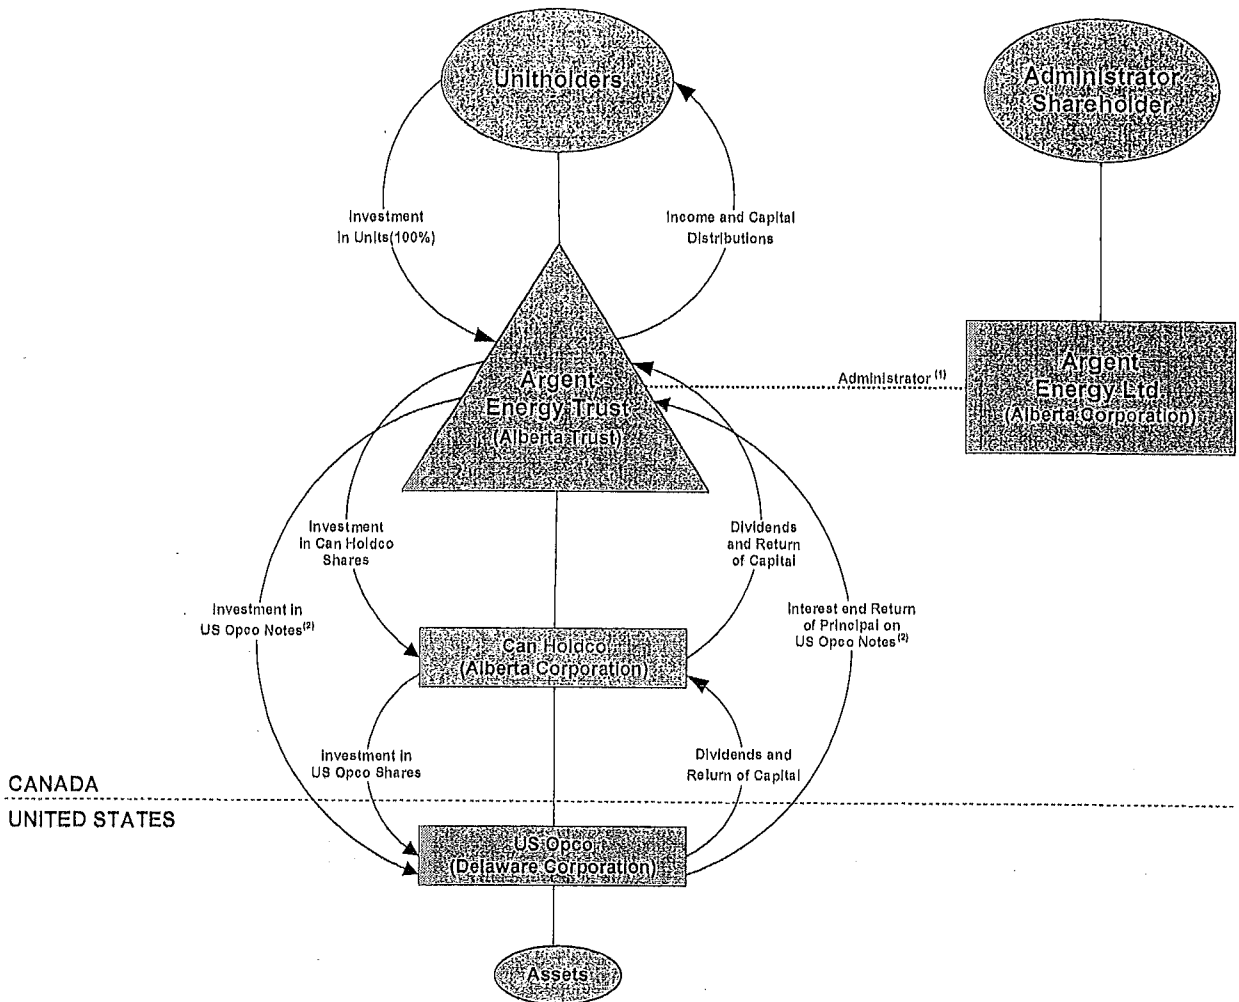 Unitholders
Administrator
Shareholder
Investment
in Units(100%)
Income and Capital
Distributions
Argent
Energy Trust
(Alberta Trust)
Administrator (1)
Argent
Energy Ltd.
(Alberta Corporation)
Investment
in Can Holdco
Shares
Dividends
and Return
of Capital
Investment in
US Opco Notes(2)
Interest end Return
of Principal on
US Opco Notes(2)
Can Holdco
(Alberta Corporation)
Investment in
US Opco Shares
Dividends and
Return of Capital
CANADA
UNITED STATES
US Opco
(Delaware Corporation)
Assets